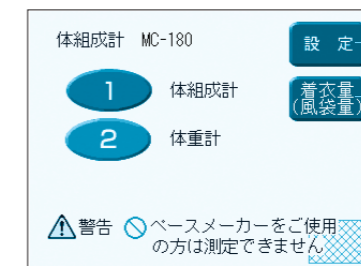 体組成計 MC-180
設 定
1 体組成計
着衣量
(風袋量)
2 体重計
警告 ペースメーカーをご使用
の方は測定できません